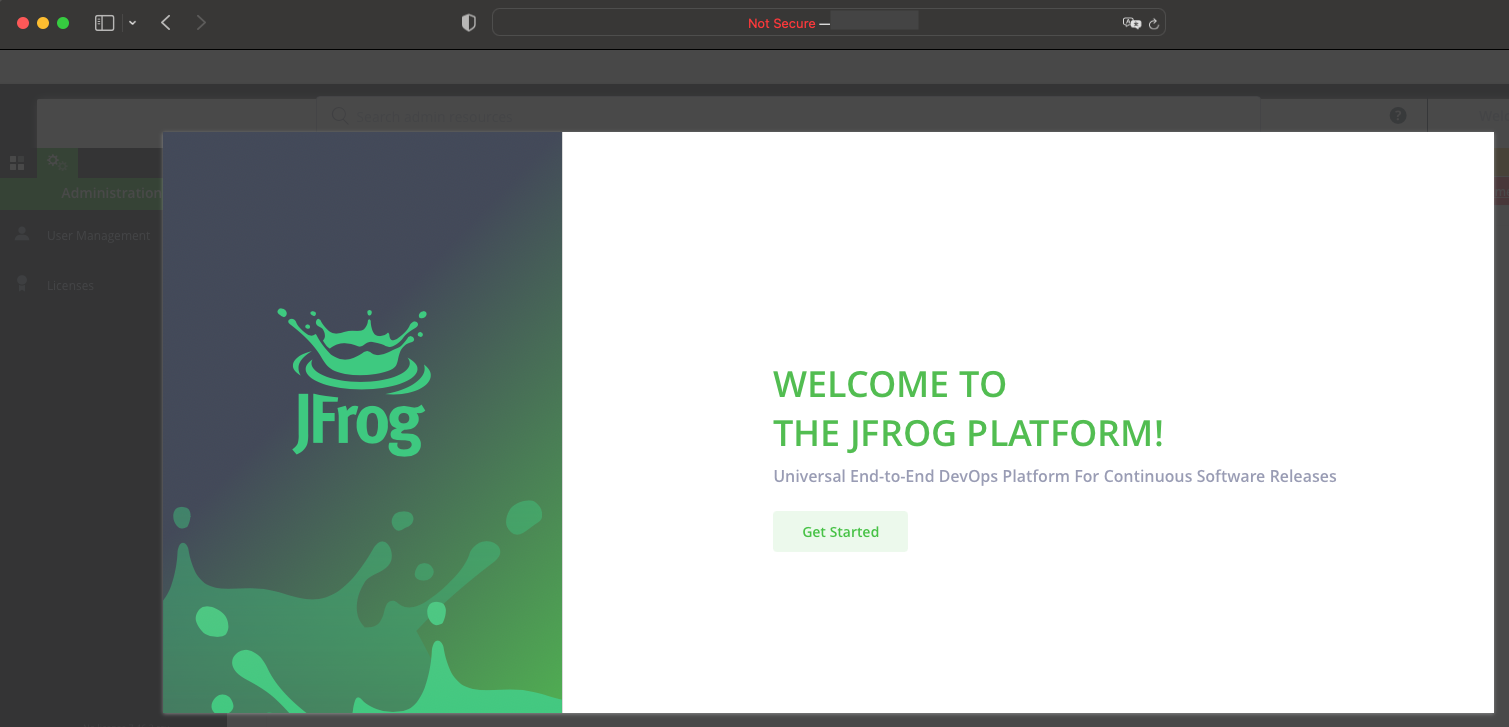 Not Secure —
Search admin resources
Administration
User Management
Licenses
JFrog
WELCOME TO
THE JFROG PLATFORM!
Universal End-to-End DevOps Platform For Continuous Software Releases
Get Started